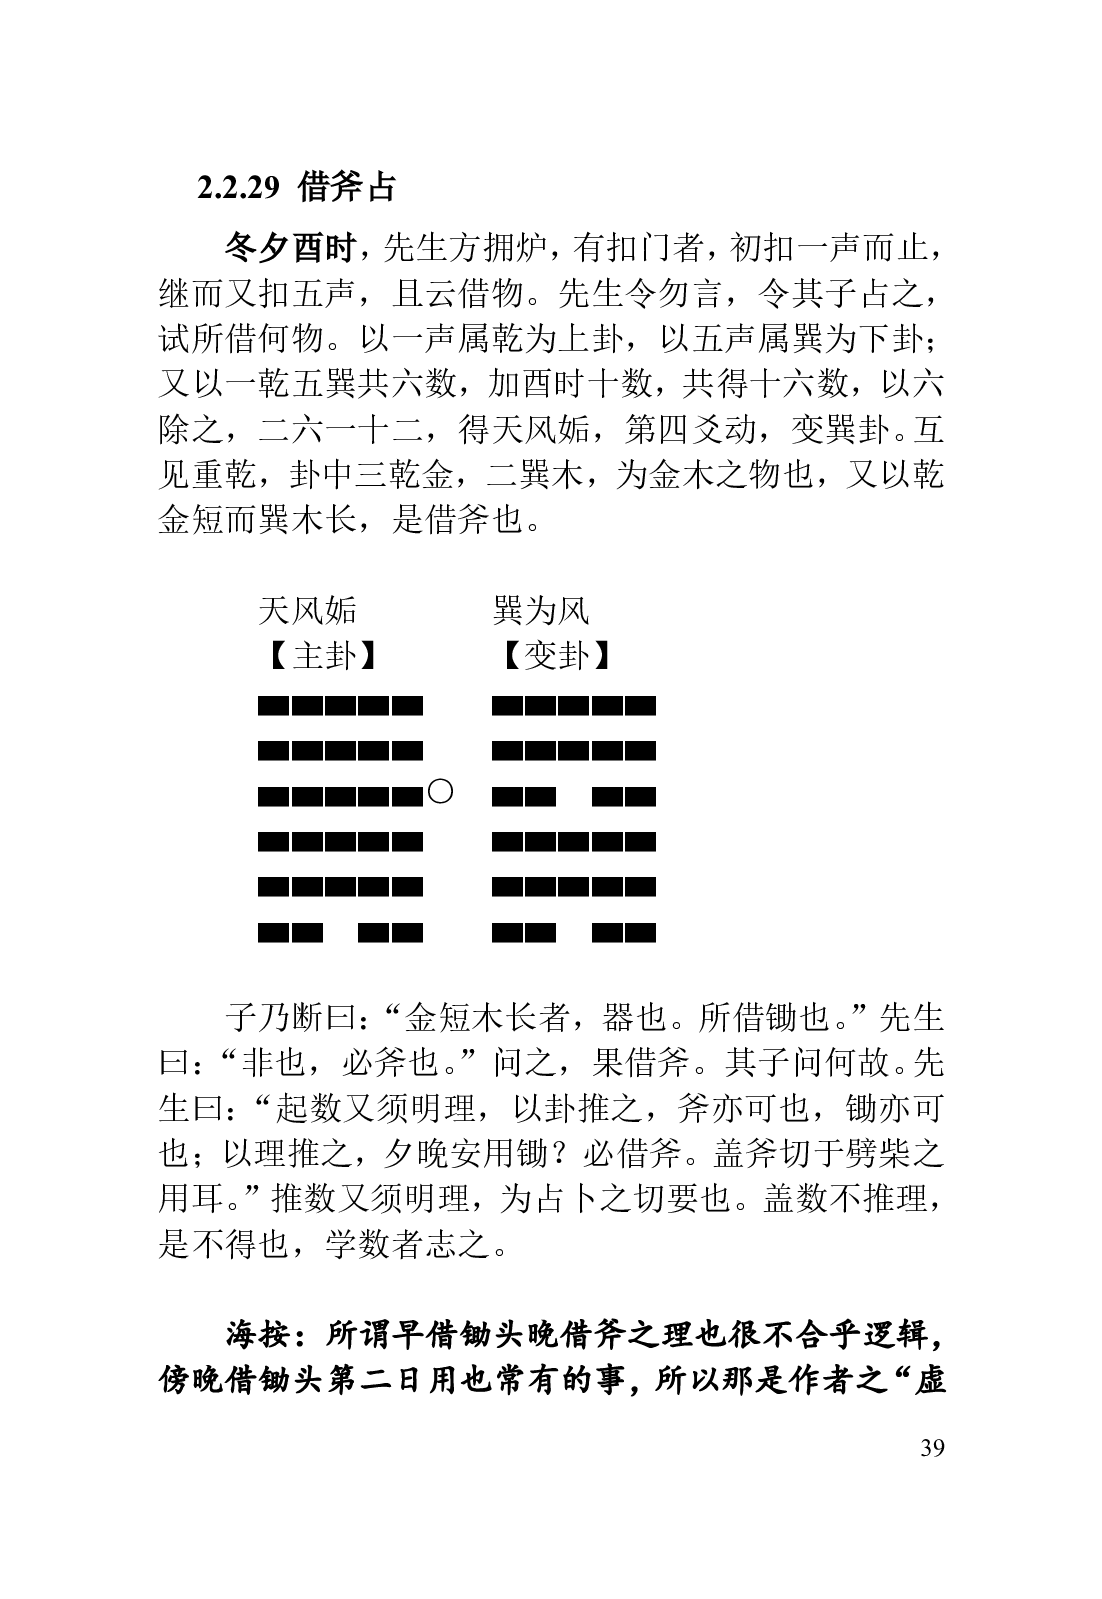 2.2.29 借斧占
冬夕酉时，先生方拥炉，有扣门者，初扣一声而止，
继而又扣五声，且云借物。先生令勿言，令其子占之，
试所借何物。以一声属乾为上卦，以五声属巽为下卦；
又以一乾五巽共六数，加酉时十数，共得十六数，以六
除之，二六一十二，得天风姤，第四爻动，变巽卦。互
见重乾，卦中三乾金，二巽木，为金木之物也，又以乾
金短而巽木长，是借斧也。
天风姤 巽为风
【主卦】 【变卦】
○
子乃断曰：“金短木长者，器也。所借锄也。”先生
曰：“非也，必斧也。”问之，果借斧。其子问何故。先
生曰：“起数又须明理，以卦推之，斧亦可也，锄亦可
也；以理推之，夕晚安用锄？必借斧。盖斧切于劈柴之
用耳。”推数又须明理，为占卜之切要也。盖数不推理，
是不得也，学数者志之。
海按：所谓早借锄头晚借斧之理也很不合乎逻辑，
傍晚借锄头第二日用也常有的事，所以那是作者之“虚
39